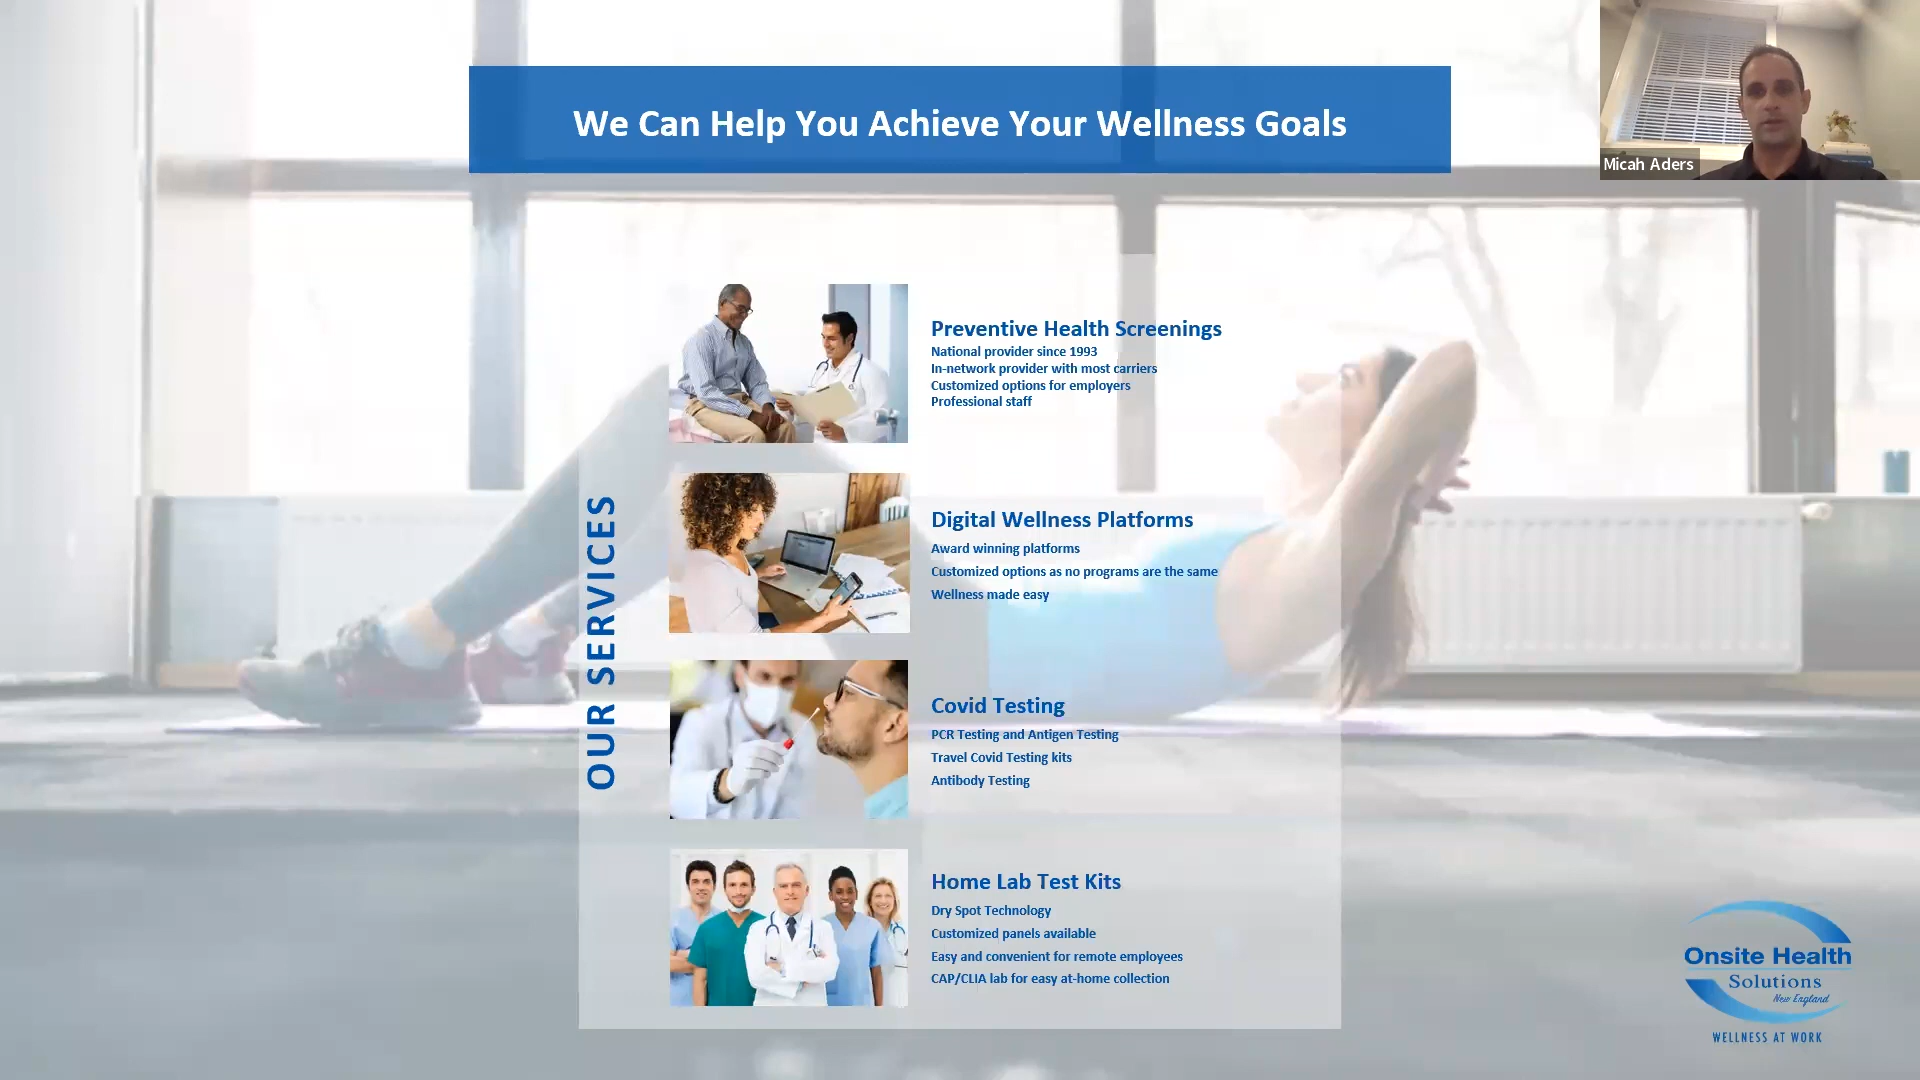 We Can Help You Achieve Your Wellness Goals
Micah Aders
OUR SERVICES
Preventive Health Screenings
National provider since 1993
In-network provider with most carriers
Customized options for employers
Professional staff
Digital Wellness Platforms
Award winning platforms
Customized options as no programs are the same
Wellness made easy
Covid Testing
PCR Testing and Antigen Testing
Travel Covid Testing kits
Antibody Testing
Home Lab Test Kits
Dry Spot Technology
Customized panels available
Easy and convenient for remote employees
CAP/CLIA lab for easy at-home collection
Onsite Health
Solutions
New England
WELLNESS AT WORK